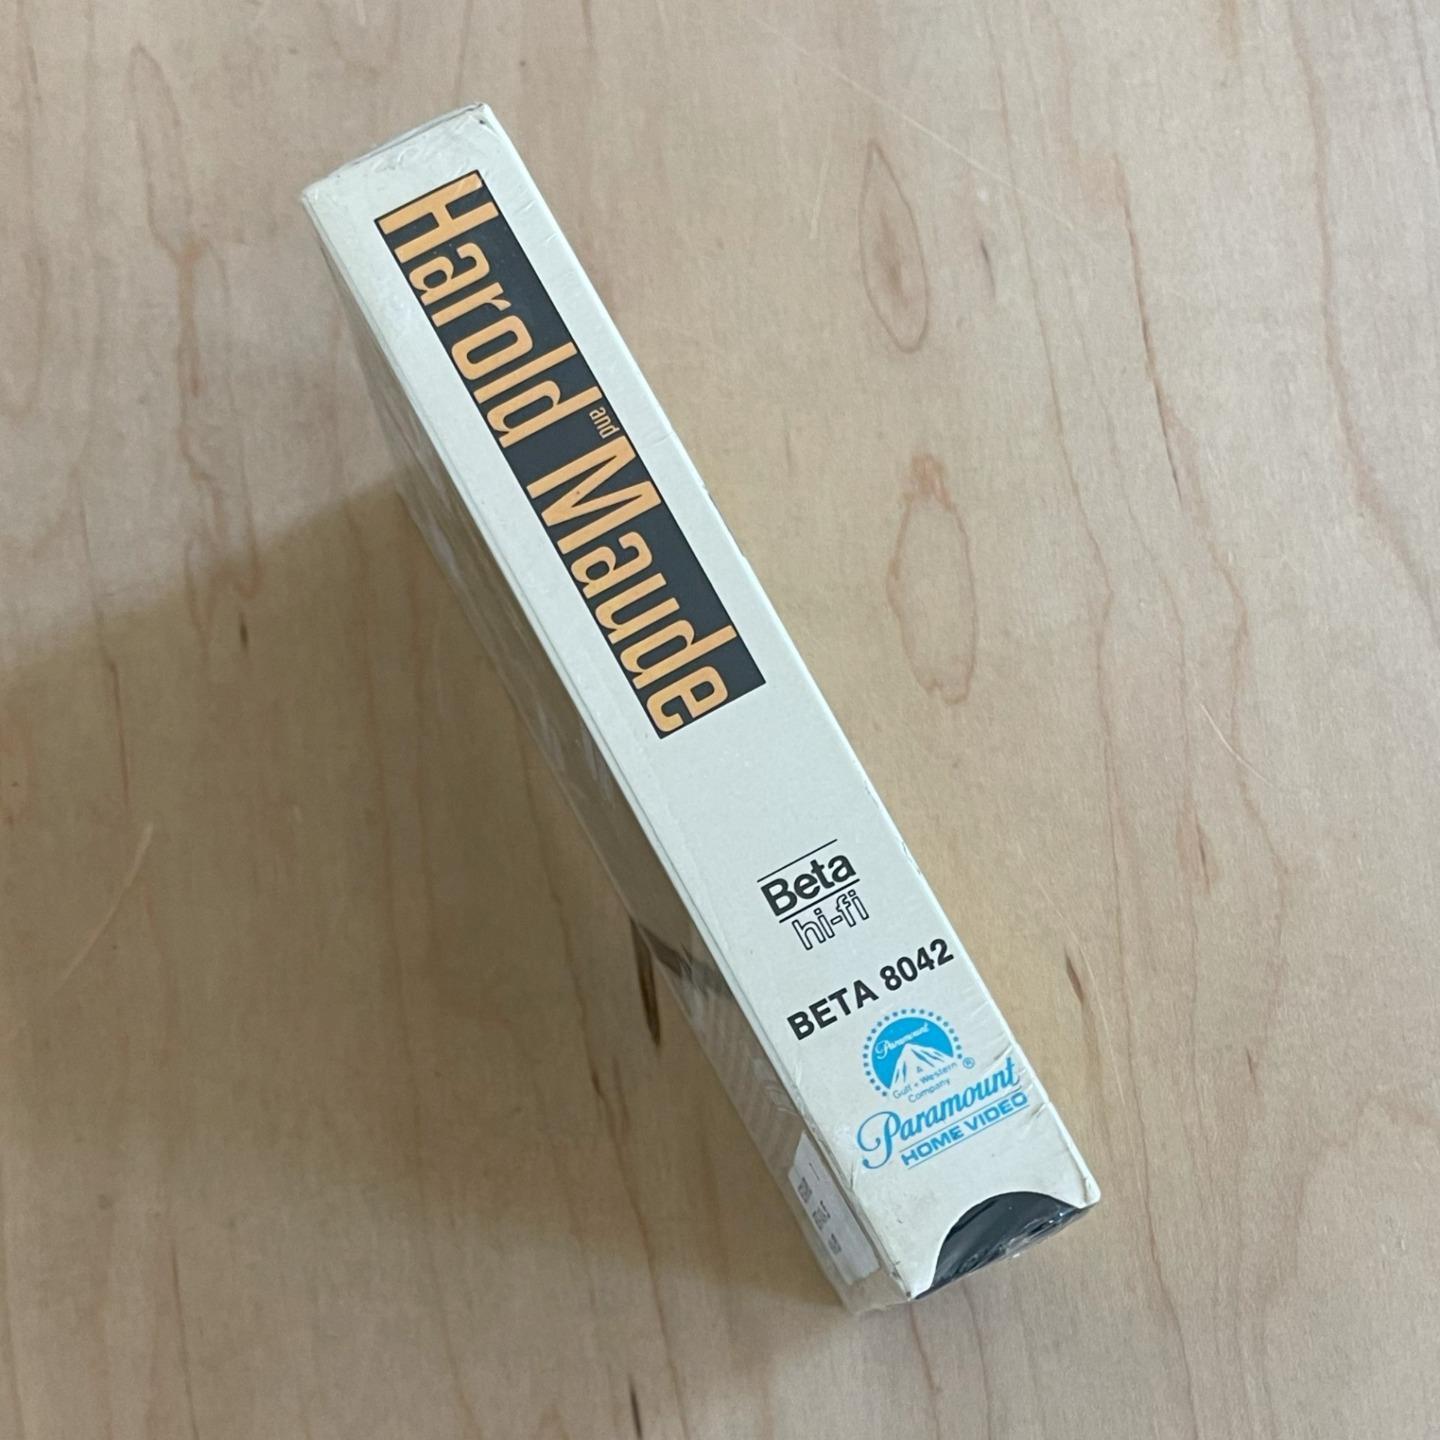 Harold and Maude
Beta
hi-fi
BETA 8042
Paramount
A
Gulf + Western
Company
®
Paramount
HOME VIDEO